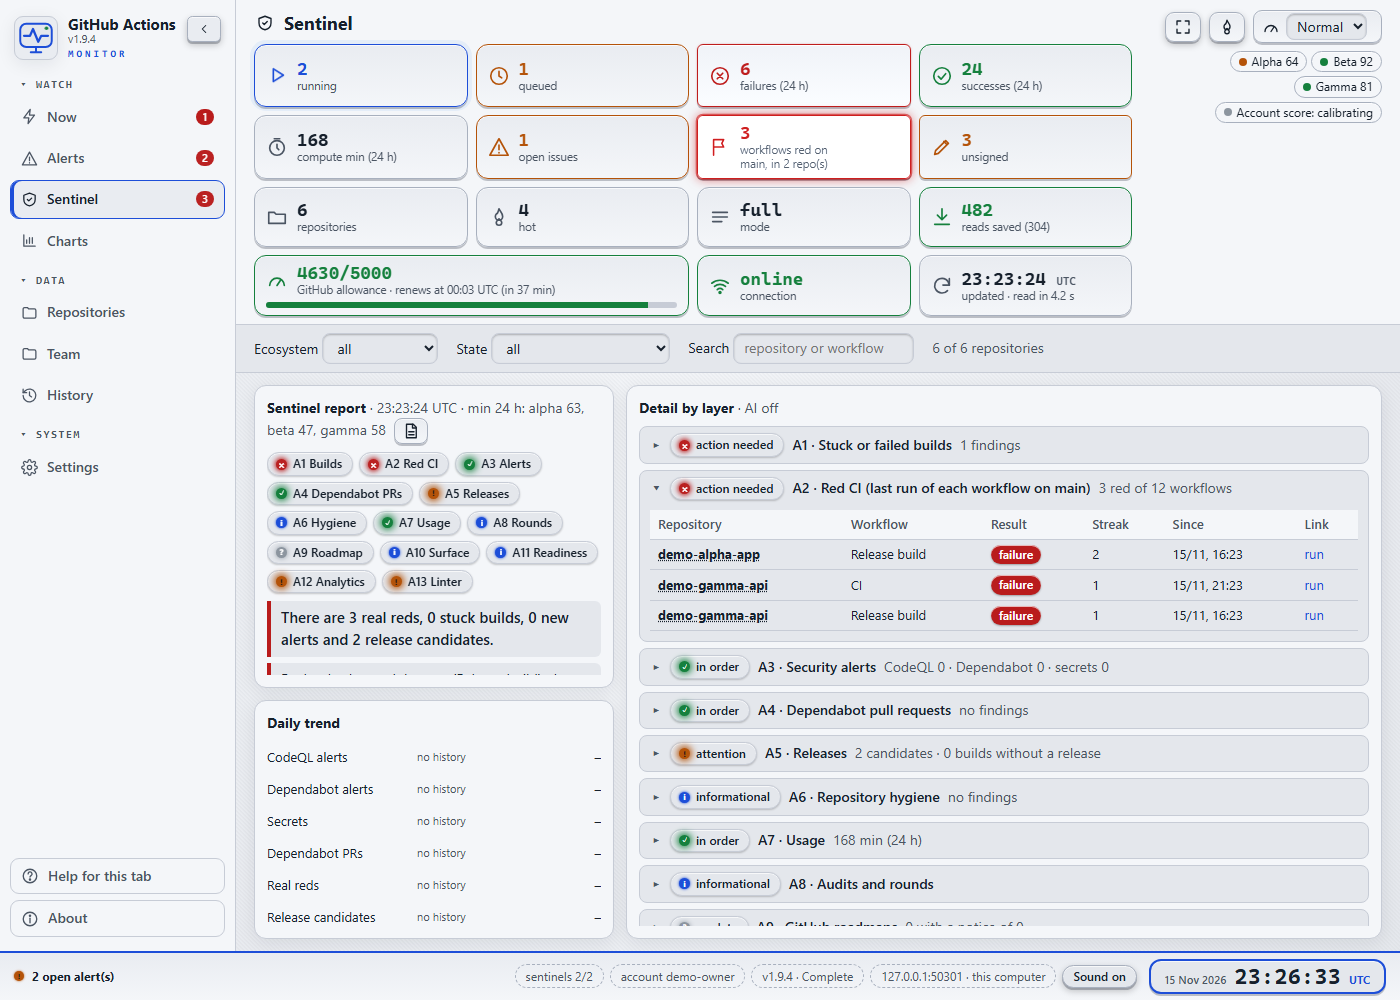 GitHub Actions
v1.9.4
MONITOR
WATCH
Now 1
Alerts 2
Sentinel 3
Charts
DATA
Repositories
Team
History
SYSTEM
Settings
Help for this tab
About
Sentinel
Normal
Alpha 64
Beta 92
Gamma 81
Account score: calibrating
2
running
1
queued
6
failures (24 h)
24
successes (24 h)
168
compute min (24 h)
1
open issues
3
workflows red on
main, in 2 repo(s)
3
unsigned
6
repositories
4
hot
full
mode
482
reads saved (304)
4630/5000
GitHub allowance · renews at 00:03 UTC (in 37 min)
online
connection
23:23:24 UTC
updated · read in 4.2 s
Ecosystem all State all Search repository or workflow 6 of 6 repositories
Sentinel report · 23:23:24 UTC · min 24 h: alpha 63,
beta 47, gamma 58
A1 Builds A2 Red CI A3 Alerts
A4 Dependabot PRs A5 Releases
A6 Hygiene A7 Usage A8 Rounds
A9 Roadmap A10 Surface A11 Readiness
A12 Analytics A13 Linter
There are 3 real reds, 0 stuck builds, 0 new
alerts and 2 release candidates.
Daily trend
CodeQL alerts no history –
Dependabot alerts no history –
Secrets no history –
Dependabot PRs no history –
Real reds no history –
Release candidates no history –
Detail by layer · AI off
action needed A1 · Stuck or failed builds 1 findings
action needed A2 · Red CI (last run of each workflow on main) 3 red of 12 workflows
Repository Workflow Result Streak Since Link
demo-alpha-app Release build failure 2 15/11, 16:23 run
demo-gamma-api CI failure 1 15/11, 21:23 run
demo-gamma-api Release build failure 1 15/11, 16:23 run
in order A3 · Security alerts CodeQL 0 · Dependabot 0 · secrets 0
in order A4 · Dependabot pull requests no findings
attention A5 · Releases 2 candidates · 0 builds without a release
informational A6 · Repository hygiene no findings
in order A7 · Usage 168 min (24 h)
informational A8 · Audits and rounds
2 open alert(s)
sentinels 2/2
account demo-owner
v1.9.4 · Complete
127.0.0.1:50301 · this computer
Sound on
15 Nov 2026 23:26:33 UTC